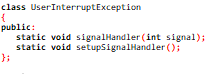 class UserInterruptException
{
public:
static void signalHandler(int signal);
static void setupSignalHandler();
};